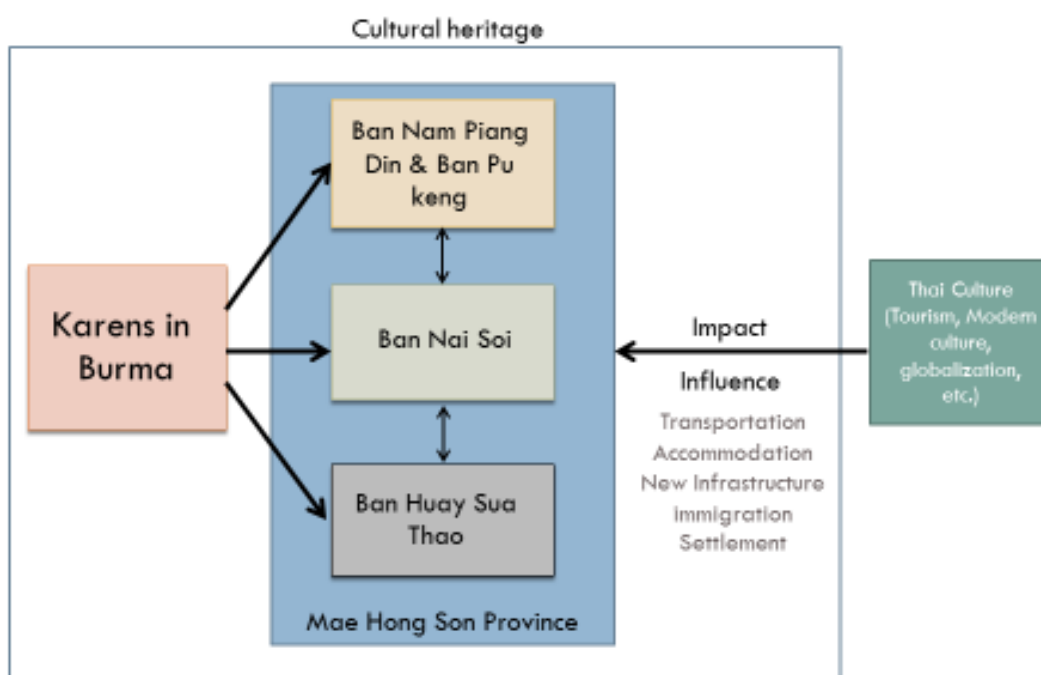 Cultural heritage
Ban Nam Piang
Din & Ban Pu
keng
Karens in
Burma
Ban Nai Soi
Ban Huay Sua
Thao
Mae Hong Son Province
Impact
Influence
Transportation
Accommodation
New Infrastructure
Immigration
Settlement
Thai Culture
(Tourism, Modern
culture,
globalization,
etc.)